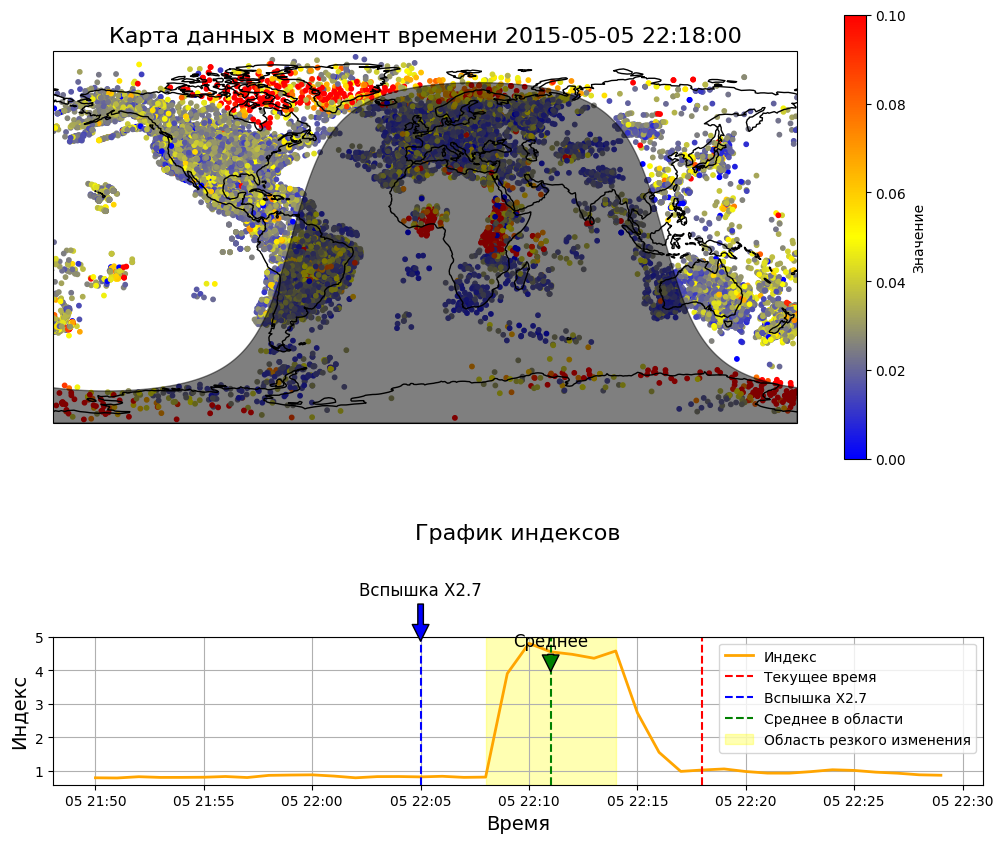 Карта данных в момент времени 2015-05-05 22:18:00
0.10
0.08
0.06
0.04
0.02
0.00
Значение
График индексов
Вспышка X2.7
Среднее
5
4
3
2
1
Индекс
Индекс
Текущее время
Вспышка X2.7
Среднее в области
Область резкого изменения
05 21:50
05 21:55
05 22:00
05 22:05
05 22:10
05 22:15
05 22:20
05 22:25
05 22:30
Время